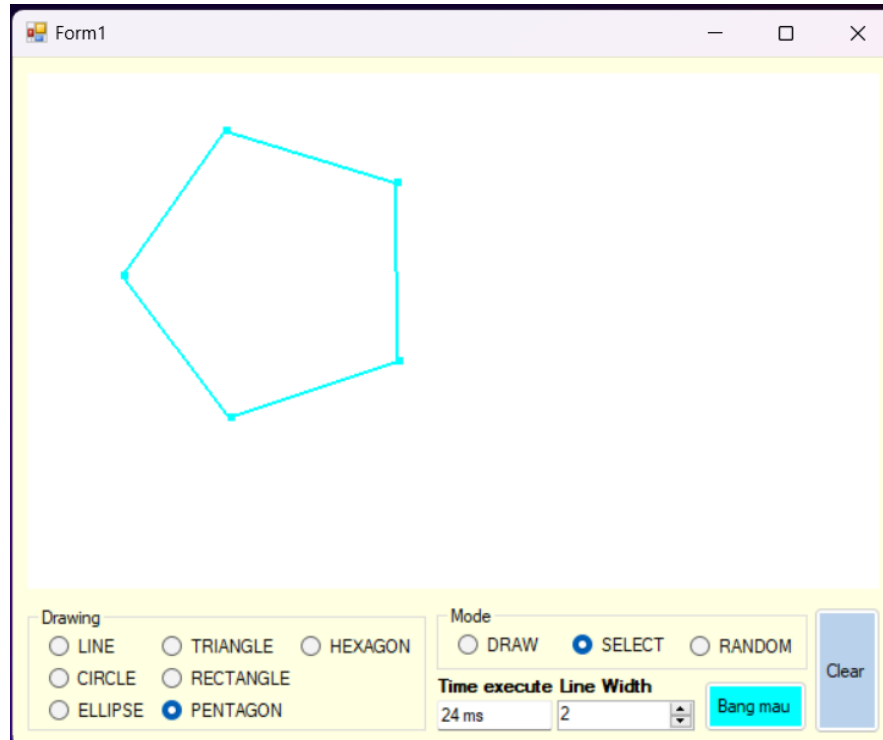 Form1
Drawing
LINE TRIANGLE HEXAGON
CIRCLE RECTANGLE
ELLIPSE PENTAGON
Mode
DRAW SELECT RANDOM
Time execute Line Width
24 ms 2
Bang mau
Clear